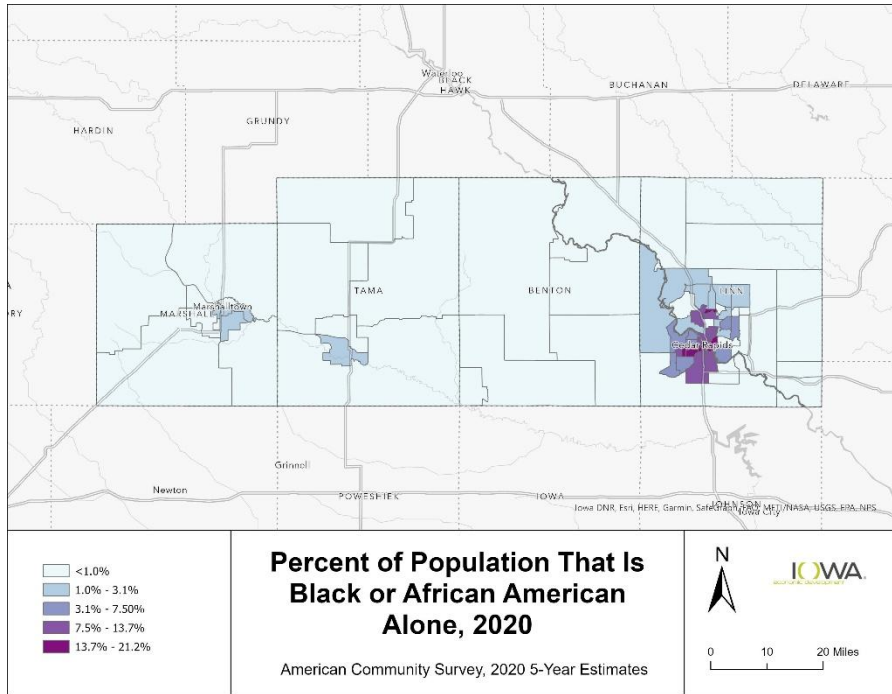 Waterloo
BLACK
HAWK
BUCHANAN
DELAWARE
HARDIN
GRUNDY
TAMA
BENTON
LINN
Marshalltown
MARSHALL
ORY
Cedar Rapids
Grinnell
Newton
POWESHIEK
IOWA
JOHNSON
Iowa City
Iowa DNR, Esri, HERE, Garmin, SafeGraph, FAO, METI/NASA, USGS, EPA, NPS
<1.0%
1.0% - 3.1%
3.1% - 7.50%
7.5% - 13.7%
13.7% - 21.2%
Percent of Population That Is
Black or African American
Alone, 2020
American Community Survey, 2020 5-Year Estimates
N
IOWA.
economic development
0 10 20 Miles